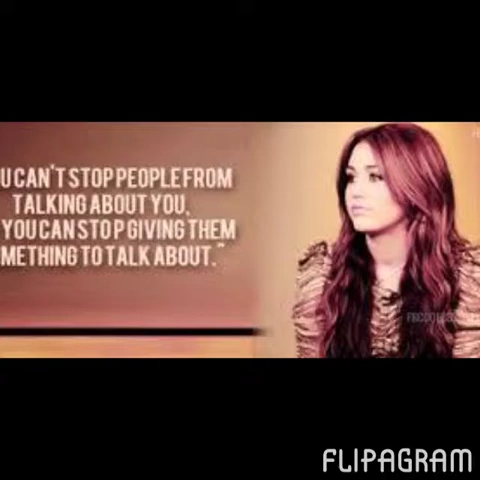 U CAN'T STOP PEOPLE FROM
TALKING ABOUT YOU,
YOU CAN STOP GIVING THEM
METHING TO TALK ABOUT."
FLIPAGRAM